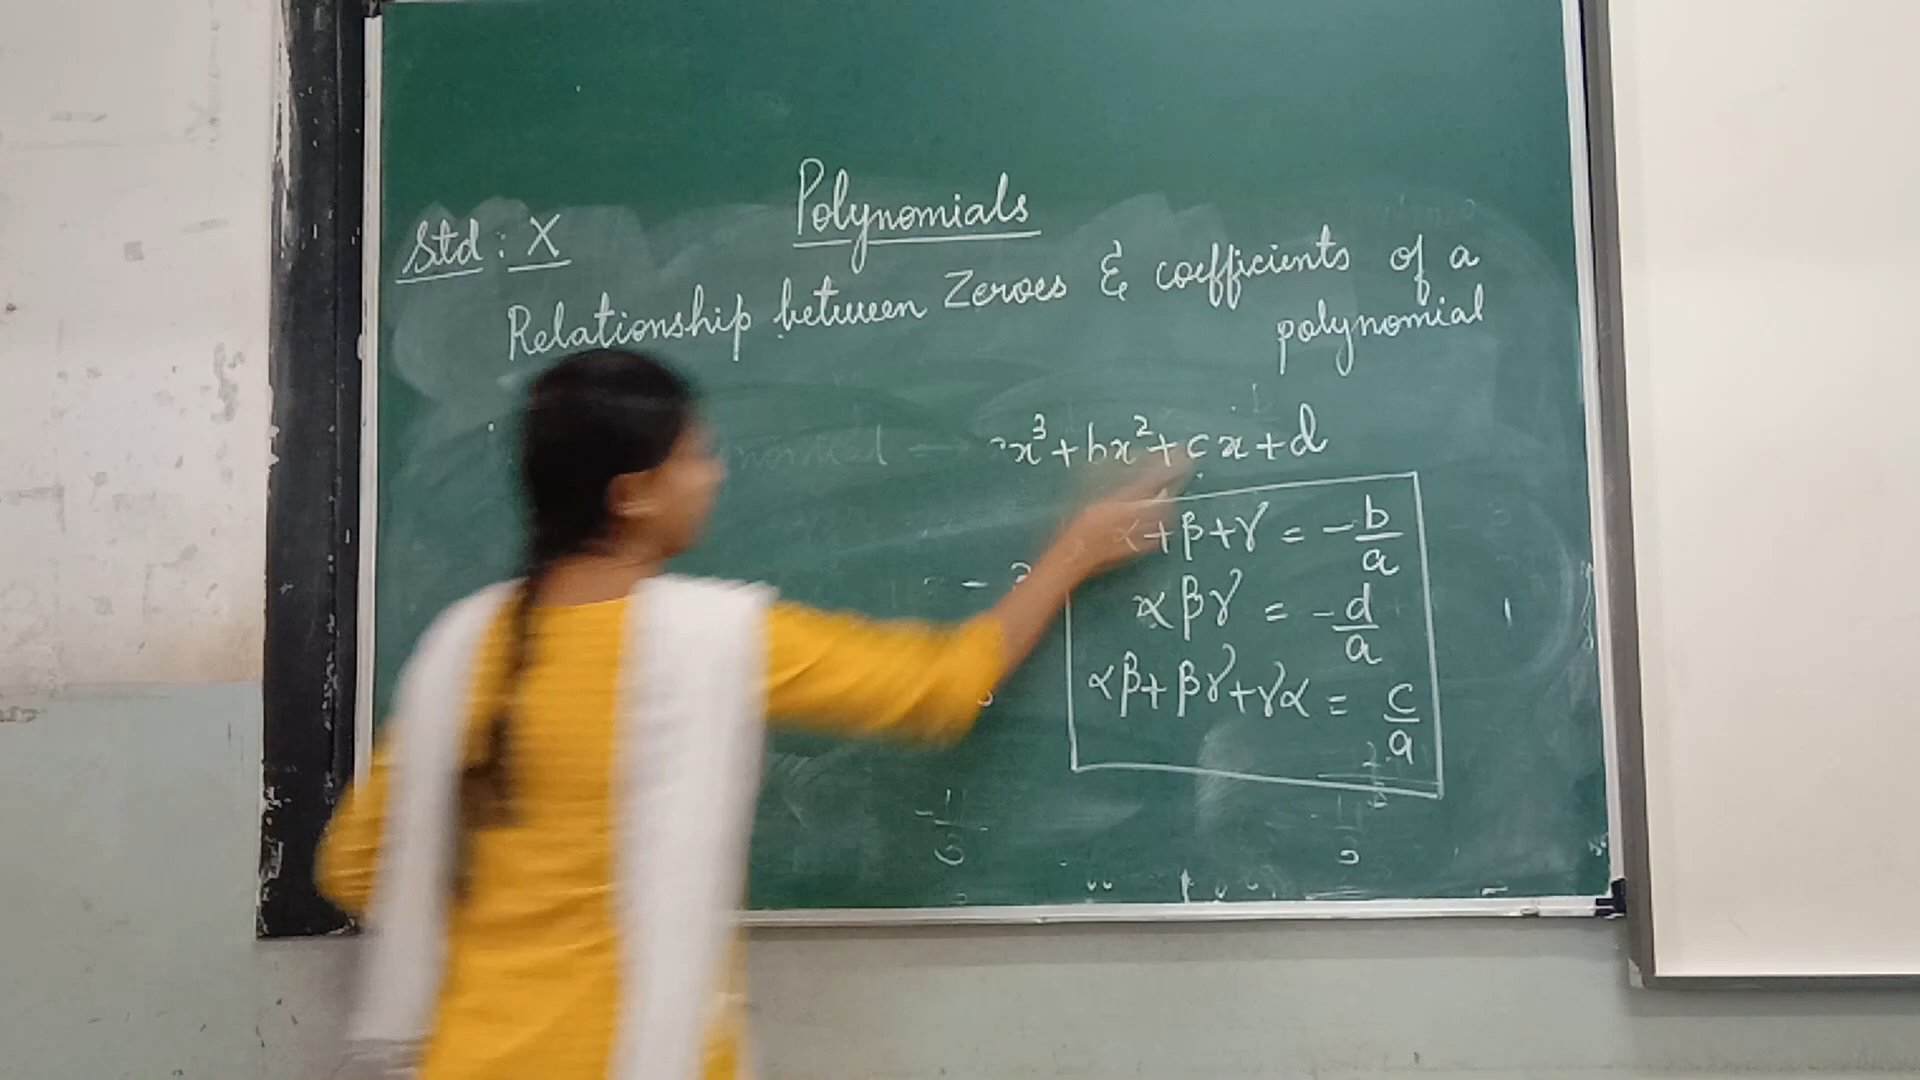 Polynomials
Std : X
Relationship between Zeroes & coefficients of a
polynomial
x³+bx²+cx+d
α+β+γ = -b/a
αβγ = -d/a
αβ+βγ+γα = c/a